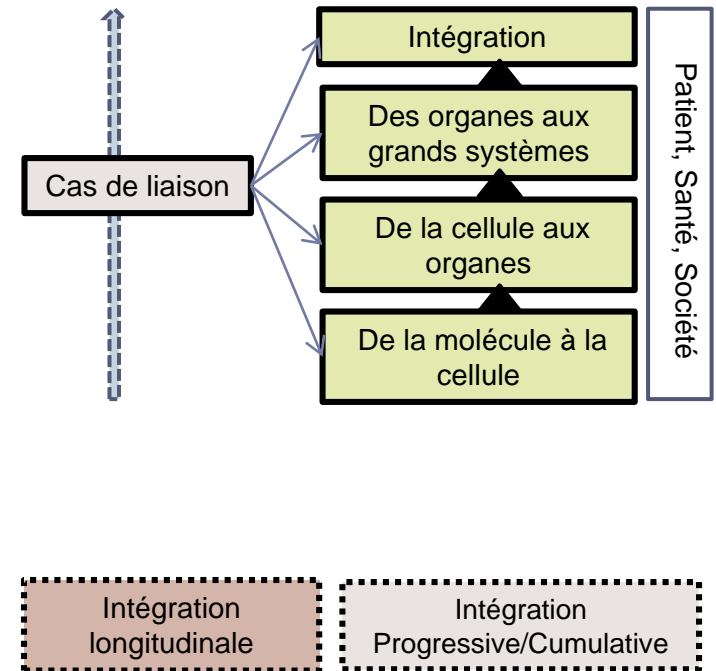 Intégration
Des organes aux
grands systèmes
Cas de liaison
De la cellule aux
organes
De la molécule à la
cellule
Patient, Santé, Société
Intégration
longitudinale
Intégration
Progressive/Cumulative